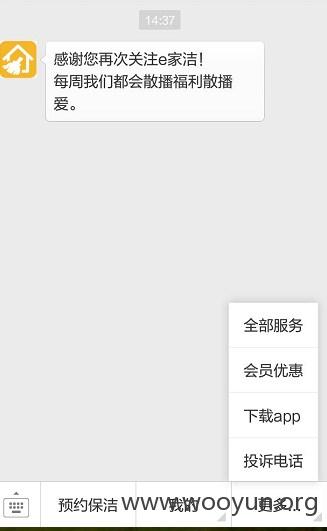 14:37
感谢您再次关注e家洁！
每周我们都会散播福利散播
爱。
全部服务
会员优惠
下载app
投诉电话
预约保洁
我的
更多
www.wooyun.org